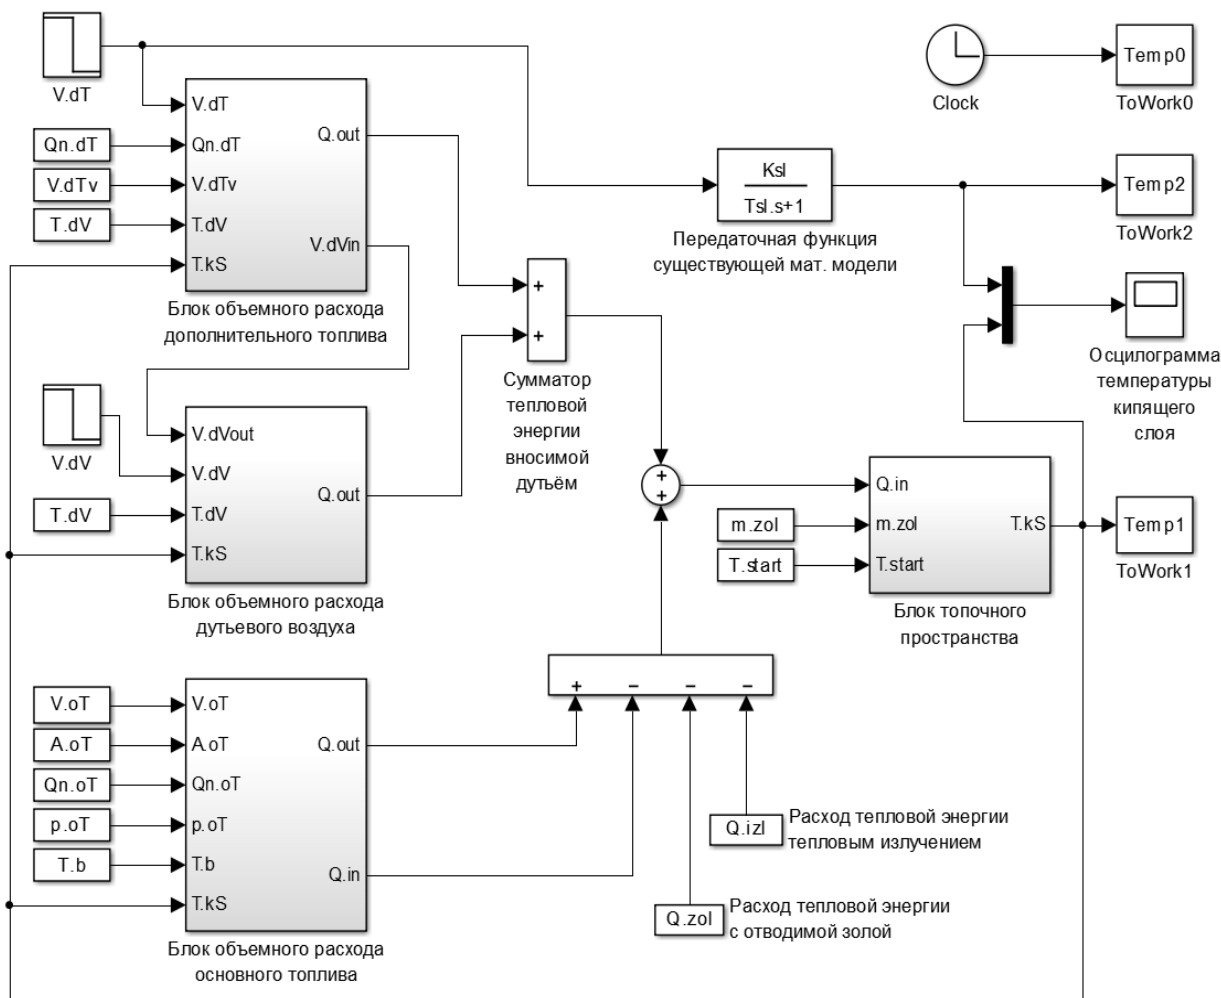 V.dT
V.dT
Qn.dT
V.dTv
T.dV
T.kS
Q.out
V.dVin
Qn.dT
V.dTv
T.dV
Блок объемного расхода
дополнительного топлива
Clock
Temp0
ToWork0
Ksl
Tsl.s+1
Передаточная функция
существующей мат. модели
Temp2
ToWork2
Осцилограмма
температуры
кипящего
слоя
+
+
Сумматор
тепловой
энергии
вносимой
дутьём
V.dV
T.dV
V.dVout
V.dV
T.dV
T.kS
Q.out
Блок объемного расхода
дутьевого воздуха
+
+
m.zol
T.start
Q.in
m.zol
T.start
T.kS
Блок топочного
пространства
Temp1
ToWork1
V.oT
A.oT
Qn.oT
p.oT
T.b
V.oT
A.oT
Qn.oT
p.oT
T.b
T.kS
Q.out
Q.in
Блок объемного расхода
основного топлива
+ − − −
Q.izl
Расход тепловой энергии
тепловым излучением
Q.zol
Расход тепловой энергии
с отводимой золой